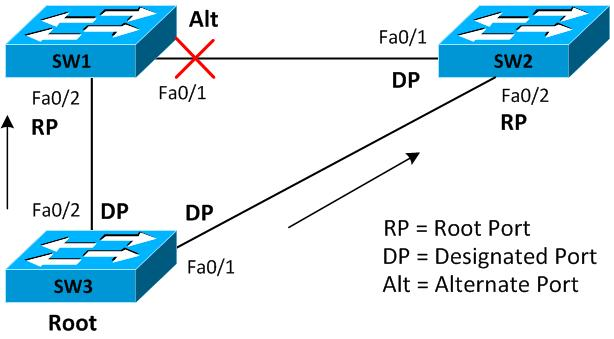 Alt
Fa0/1
SW1
SW2
DP
Fa0/1
Fa0/2
Fa0/2
RP
RP
Fa0/2
DP
DP
RP = Root Port
DP = Designated Port
Alt = Alternate Port
Fa0/1
SW3
Root